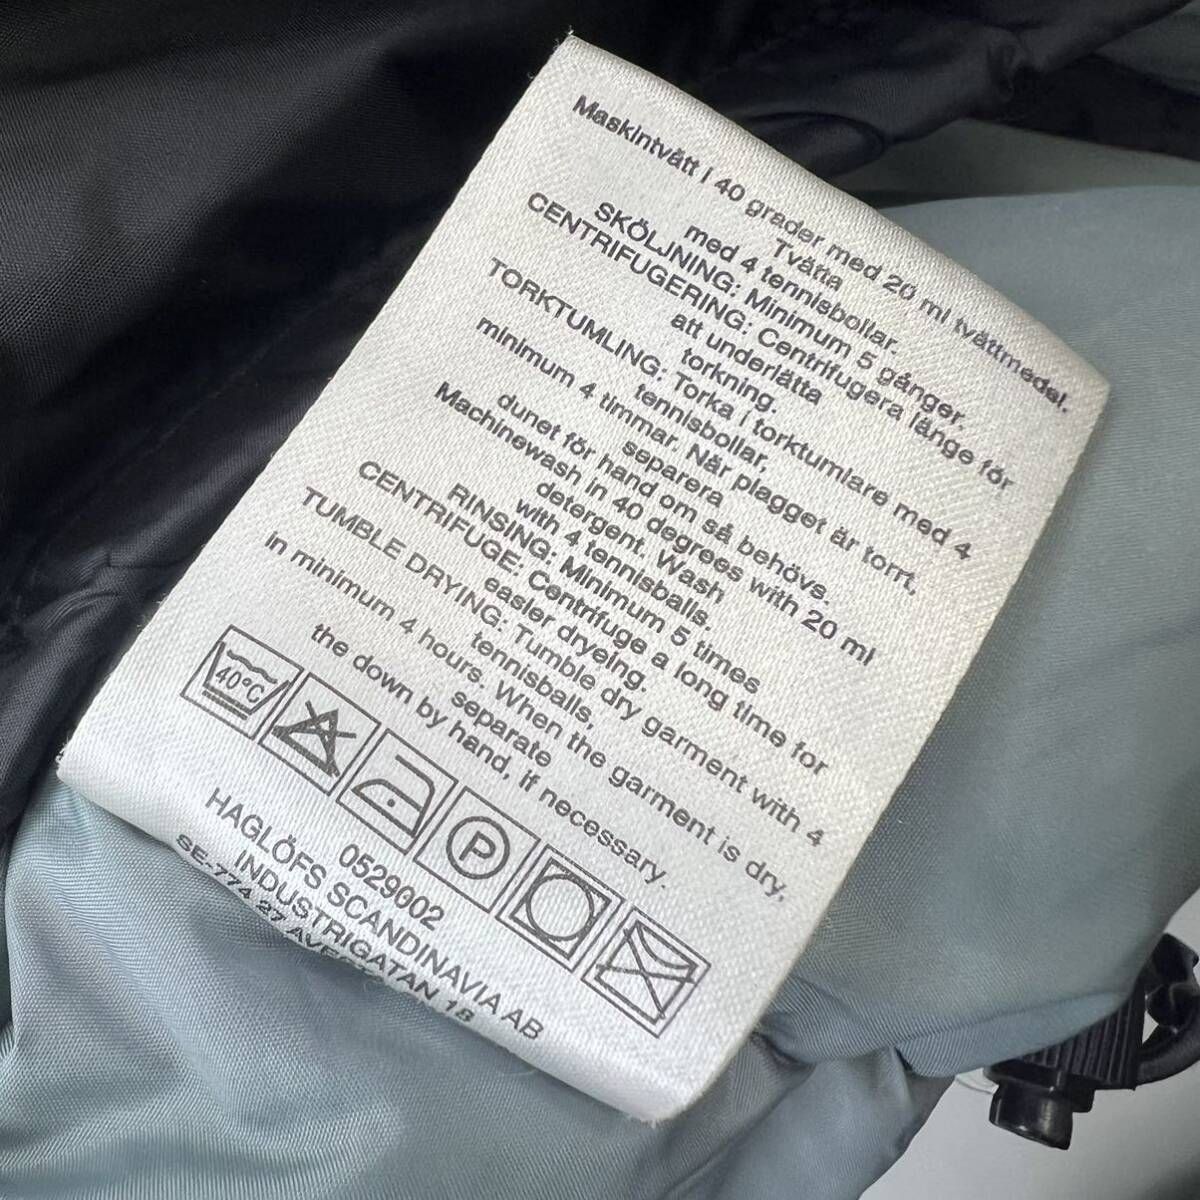 Maskintvätt i 40 grader med 20 ml tvättmedel.
Tvätta
med 4 tennisbollar.
SKÖLJNING: Minimum 5 gånger.
CENTRIFUGERING: Centrifugera länge för
att underlätta
torkning.
TORKTUMLING: Torka i torktumlare med 4
tennisbollar,
minimum 4 timmar. När plagget är torrt,
separera
dunet för hand om så behövs.
Machinewash in 40 degrees with 20 ml
detergent. Wash
with 4 tennisballs.
RINSING: Minimum 5 times
CENTRIFUGE: Centrifuge a long time for
easier dryeing.
TUMBLE DRYING: Tumble dry garment with 4
tennisballs,
in minimum 4 hours. When the garment is dry,
separate
the down by hand, if necessary.
40°C
P
0529002
HAGLÖFS SCANDINAVIA AB
INDUSTRIGATAN 18
SE-774 27 AVESTA